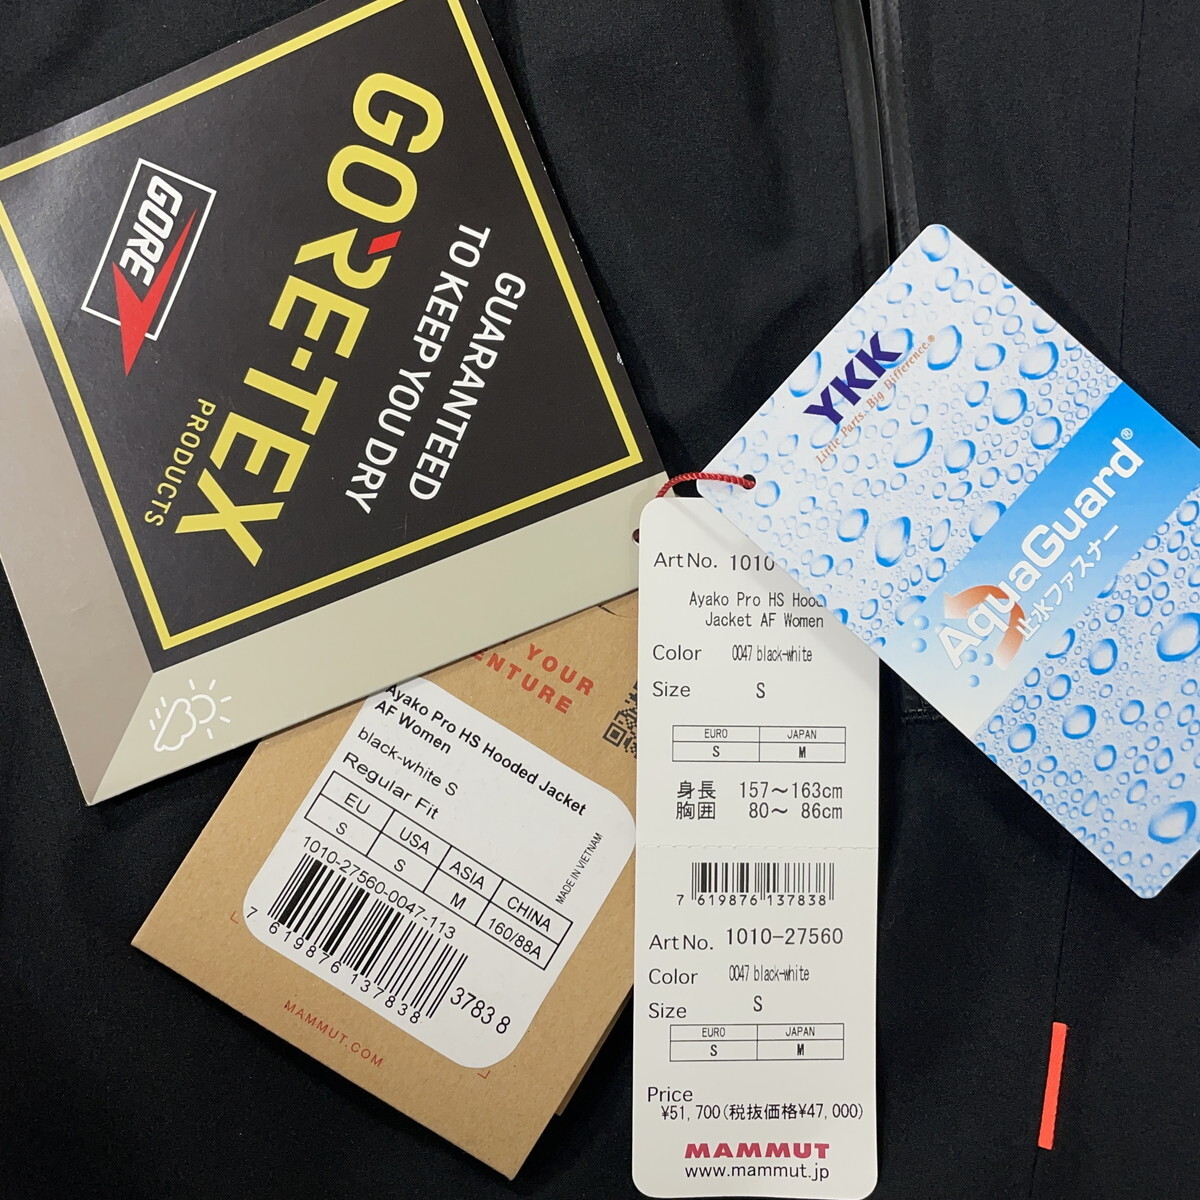 GORE
GORE-TEX
PRODUCTS
GUARANTEED
TO KEEP YOU DRY
YKK
Little Parts. Big Difference.®
AquaGuard®
止水ファスナー
YOUR
Ayako Pro HS Hooded Jacket
AF Women
black-white S
Regular Fit
EU USA ASIA CHINA
S S M 160/88A
1010-27560-0047-113
7 619876 137838
37838
MADE IN VIETNAM
MAMMUT.COM
Art No. 1010
Ayako Pro HS
Jacket AF Women
Color 0047 black-white
Size S
EURO JAPAN
S M
身長 157～163cm
胸囲 80～ 86cm
7 619876 137838
Art No. 1010-27560
Color 0047 black-white
Size S
EURO JAPAN
S M
Price
¥51,700(税抜価格¥47,000)
MAMMUT
www.mammut.jp